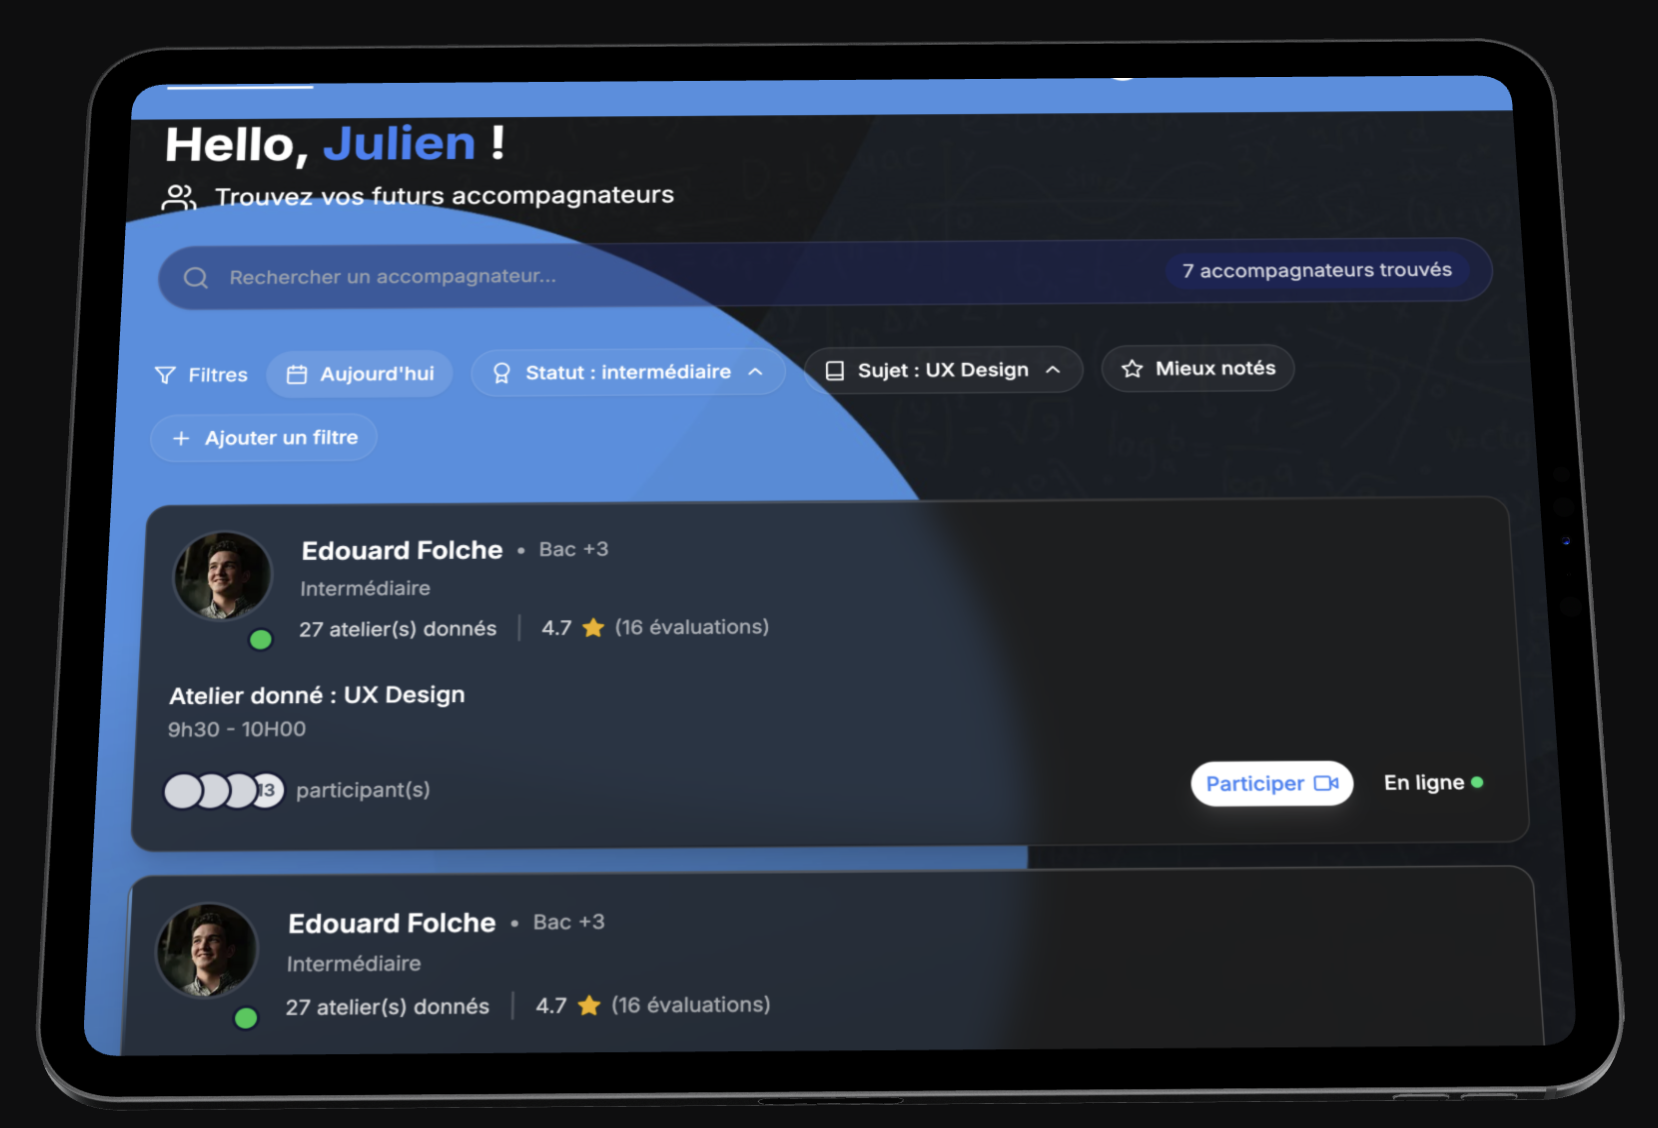 Hello, Julien !
Trouvez vos futurs accompagnateurs
Rechercher un accompagnateur...
7 accompagnateurs trouvés
Filtres
Aujourd'hui
Statut : intermédiaire
Sujet : UX Design
Mieux notés
Ajouter un filtre
Edouard Folche • Bac +3
Intermédiaire
27 atelier(s) donnés
4.7 (16 évaluations)
Atelier donné : UX Design
9h30 - 10H00
13 participant(s)
Participer
En ligne
Edouard Folche • Bac +3
Intermédiaire
27 atelier(s) donnés
4.7 (16 évaluations)